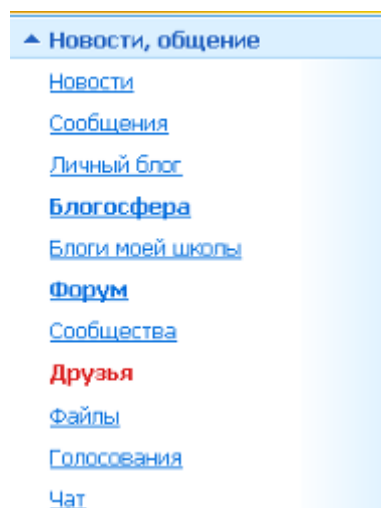 Новости, общение
Новости
Сообщения
Личный блог
Блогосфера
Блоги моей школы
Форум
Сообщества
Друзья
Файлы
Голосования
Чат